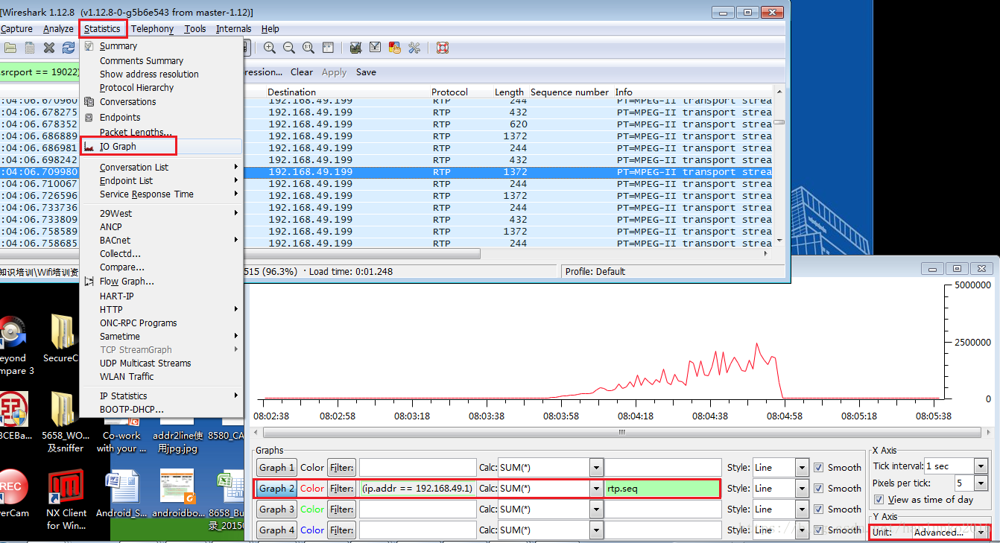 [Wireshark 1.12.8 (v1.12.8-0-g5b6e543 from master-1.12)]
Capture Analyze Statistics Telephony Tools Internals Help
srcport == 19022) ression... Clear Apply Save
Destination Protocol Length Sequence number Info
:04:06.670960 192.168.49.199 RTP 244 PT=MPEG-II transport strea
:04:06.678275 192.168.49.199 RTP 432 PT=MPEG-II transport strea
:04:06.678352 192.168.49.199 RTP 620 PT=MPEG-II transport strea
:04:06.686889 192.168.49.199 RTP 1372 PT=MPEG-II transport strea
:04:06.686981 192.168.49.199 RTP 244 PT=MPEG-II transport strea
:04:06.698242 192.168.49.199 RTP 432 PT=MPEG-II transport strea
:04:06.709980 192.168.49.199 RTP 1372 PT=MPEG-II transport strea
:04:06.710067 192.168.49.199 RTP 244 PT=MPEG-II transport strea
:04:06.726596 192.168.49.199 RTP 1372 PT=MPEG-II transport strea
:04:06.733736 192.168.49.199 RTP 244 PT=MPEG-II transport strea
:04:06.733809 192.168.49.199 RTP 432 PT=MPEG-II transport strea
:04:06.758589 192.168.49.199 RTP 1372 PT=MPEG-II transport strea
:04:06.758685 192.168.49.199 RTP 244 PT=MPEG-II transport strea
515 (96.3%) · Load time: 0:01.248 Profile: Default
Summary
Comments Summary
Show address resolution
Protocol Hierarchy
Conversations
Endpoints
Packet Lengths...
IO Graph
Conversation List
Endpoint List
Service Response Time
29West
ANCP
BACnet
Collectd...
Compare...
Flow Graph...
HART-IP
HTTP
ONC-RPC Programs
Sametime
TCP StreamGraph
UDP Multicast Streams
WLAN Traffic
IP Statistics
BOOTP-DHCP...
知识培训\Wifi培训资
eyond
mpare 3
SecureC
BCEBa...
5658_WO...
及sniffer
Co-work
with your ...
addr2line使
用jpg.jpg
8580_CA
REC
verCam
NX Client
for Win...
Android_S...
androidbo...
8658_Bu
录_20150
5000000
2500000
0
08:02:38 08:02:58 08:03:18 08:03:38 08:03:58 08:04:18 08:04:38 08:04:58 08:05:18 08:05:38
Graphs
Graph 1 Color Filter: Calc: SUM(*) Style: Line Smooth
Graph 2 Color Filter: (ip.addr == 192.168.49.1) Calc: SUM(*) rtp.seq Style: Line Smooth
Graph 3 Color Filter: Calc: SUM(*) Style: Line Smooth
Graph 4 Color Filter: Calc: SUM(*) Style: Line Smooth
X Axis
Tick interval: 1 sec
Pixels per tick: 5
View as time of day
Y Axis
Unit: Advanced...